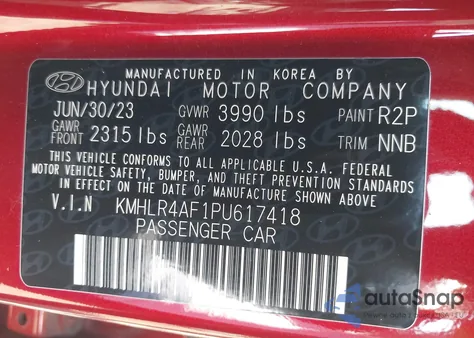 MANUFACTURED IN KOREA BY
HYUNDAI MOTOR COMPANY
JUN/30/23 GVWR 3990 lbs PAINT R2P
GAWR FRONT 2315 lbs GAWR REAR 2028 lbs TRIM NNB
THIS VEHICLE CONFORMS TO ALL APPLICABLE U.S.A. FEDERAL
MOTOR VEHICLE SAFETY, BUMPER, AND THEFT PREVENTION STANDARDS
IN EFFECT ON THE DATE OF MANUFACTURE SHOWN ABOVE.
V.I.N KMHLR4AF1PU617418
PASSENGER CAR
autoSnap